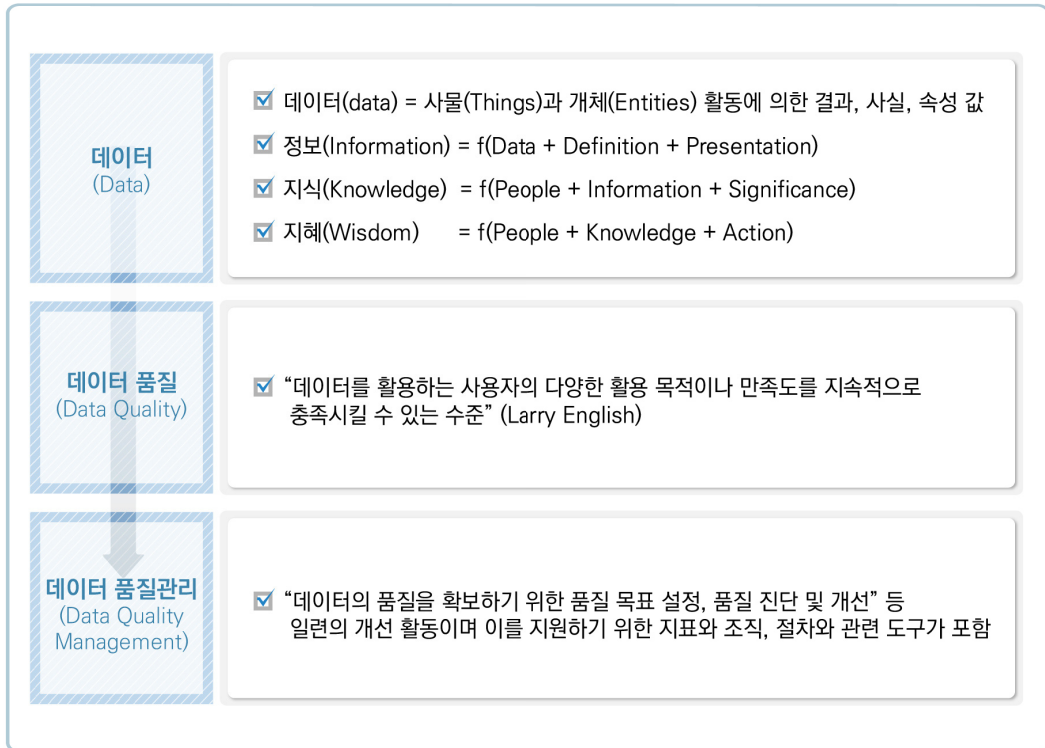 데이터
(Data)
데이터(data) = 사물(Things)과 개체(Entities) 활동에 의한 결과, 사실, 속성 값
정보(Information) = f(Data + Definition + Presentation)
지식(Knowledge) = f(People + Information + Significance)
지혜(Wisdom) = f(People + Knowledge + Action)
데이터 품질
(Data Quality)
“데이터를 활용하는 사용자의 다양한 활용 목적이나 만족도를 지속적으로
충족시킬 수 있는 수준” (Larry English)
데이터 품질관리
(Data Quality
Management)
“데이터의 품질을 확보하기 위한 품질 목표 설정, 품질 진단 및 개선” 등
일련의 개선 활동이며 이를 지원하기 위한 지표와 조직, 절차와 관련 도구가 포함